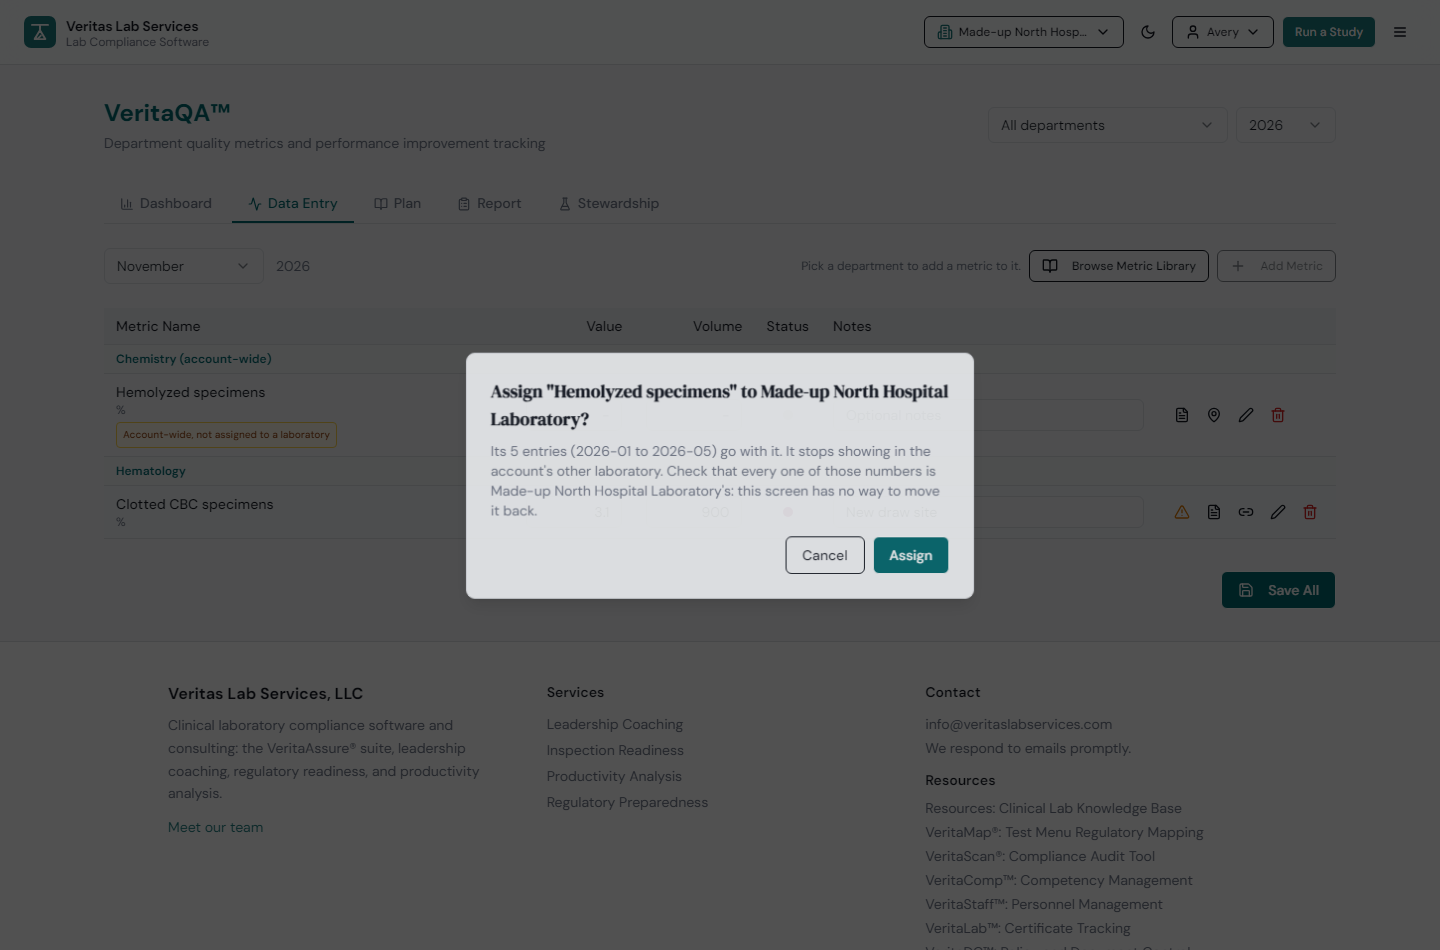 Veritas Lab Services
Lab Compliance Software
Made-up North Hosp...
Avery
Run a Study
VeritaQA™
Department quality metrics and performance improvement tracking
All departments
2026
Dashboard
Data Entry
Plan
Report
Stewardship
November
2026
Pick a department to add a metric to it.
Browse Metric Library
Add Metric
Metric Name
Value
Volume
Status
Notes
Chemistry (account-wide)
Hemolyzed specimens
%
Account-wide, not assigned to a laboratory
Optional notes
Hematology
Clotted CBC specimens
%
3.1
900
New draw site
Assign "Hemolyzed specimens" to Made-up North Hospital
Laboratory?
Its 5 entries (2026-01 to 2026-05) go with it. It stops showing in the
account's other laboratory. Check that every one of those numbers is
Made-up North Hospital Laboratory's: this screen has no way to move
it back.
Cancel
Assign
Save All
Veritas Lab Services, LLC
Clinical laboratory compliance software and
consulting: the VeritaAssure® suite, leadership
coaching, regulatory readiness, and productivity
analysis.
Meet our team
Services
Leadership Coaching
Inspection Readiness
Productivity Analysis
Regulatory Preparedness
Contact
info@veritaslabservices.com
We respond to emails promptly.
Resources
Resources: Clinical Lab Knowledge Base
VeritaMap®: Test Menu Regulatory Mapping
VeritaScan®: Compliance Audit Tool
VeritaComp™: Competency Management
VeritaStaff™: Personnel Management
VeritaLab™: Certificate Tracking